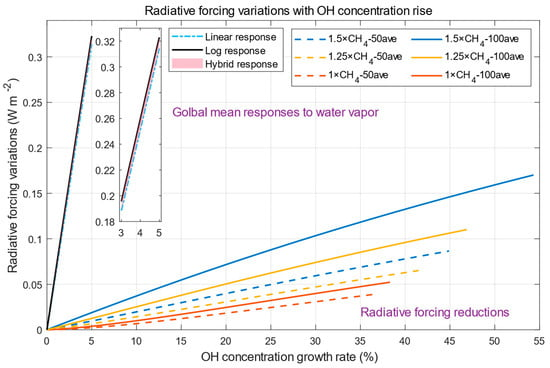 Radiative forcing variations with OH concentration rise
Linear response
Log response
Hybrid response
1.5×CH4-50ave
1.25×CH4-50ave
1×CH4-50ave
1.5×CH4-100ave
1.25×CH4-100ave
1×CH4-100ave
Golbal mean responses to water vapor
Radiative forcing reductions
Radiative forcing variations (W m -2)
0.3
0.25
0.2
0.15
0.1
0.05
0
0.32
0.3
0.28
0.26
0.24
0.22
0.2
0.18
3
4
5
0
5
10
15
20
25
30
35
40
45
50
55
OH concentration growth rate (%)